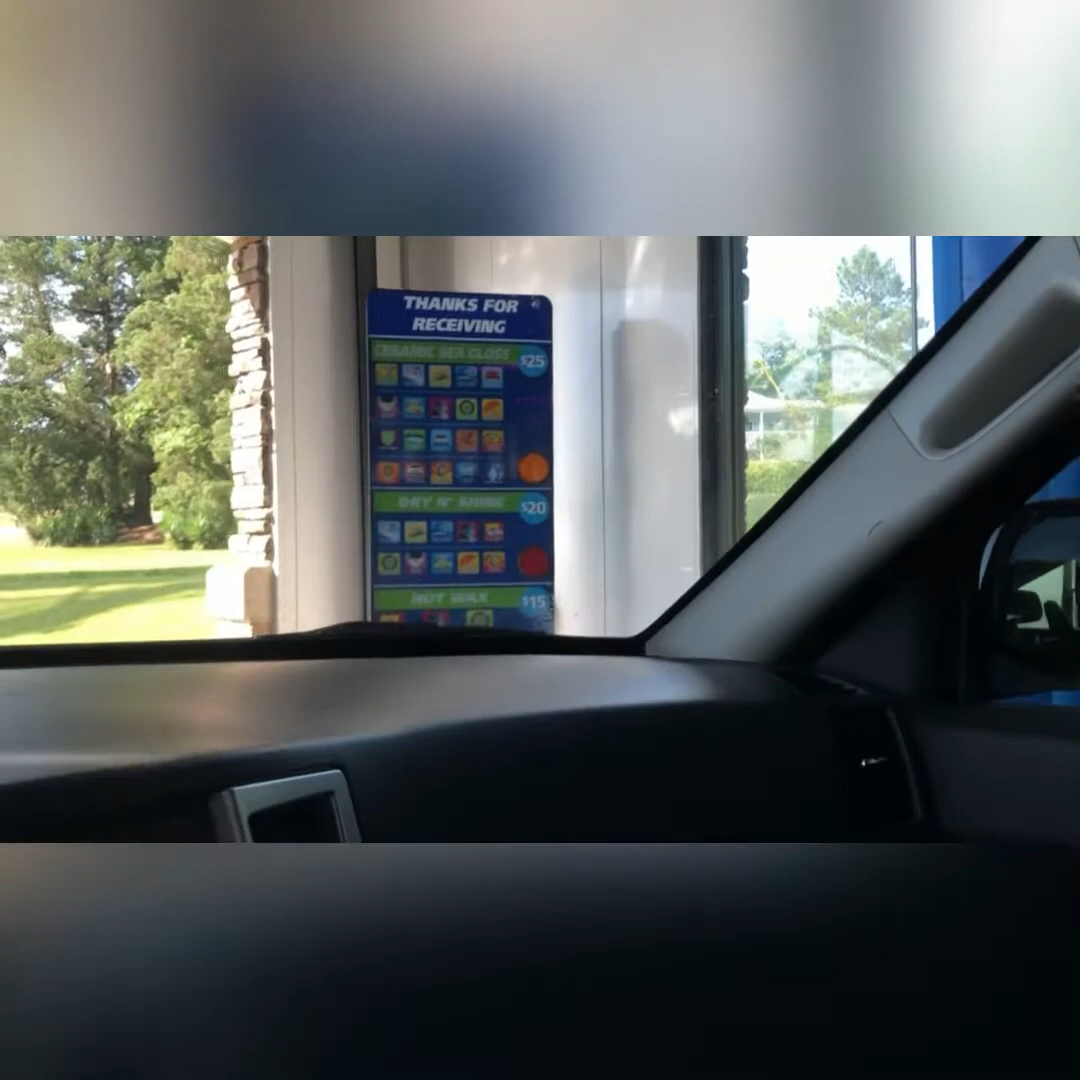 THANKS FOR
RECEIVING
CERAMIC SEA GLOSS $25
DRY N' SHINE $20
HOT WAX $15